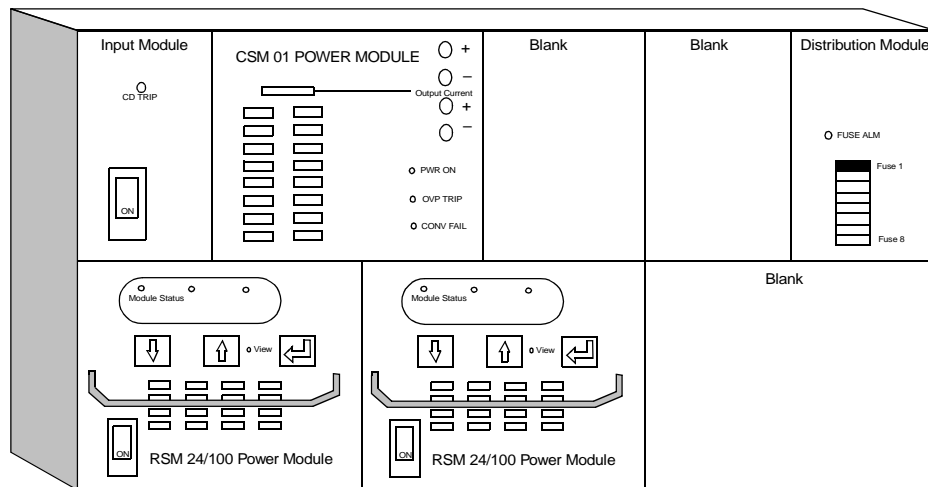 Input Module
CD TRIP
ON
CSM 01 POWER MODULE
+
–
Output Current
+
–
PWR ON
OVP TRIP
CONV FAIL
Blank
Blank
Distribution Module
FUSE ALM
Fuse 1
Fuse 8
Module Status
View
ON
RSM 24/100 Power Module
Module Status
View
ON
RSM 24/100 Power Module
Blank